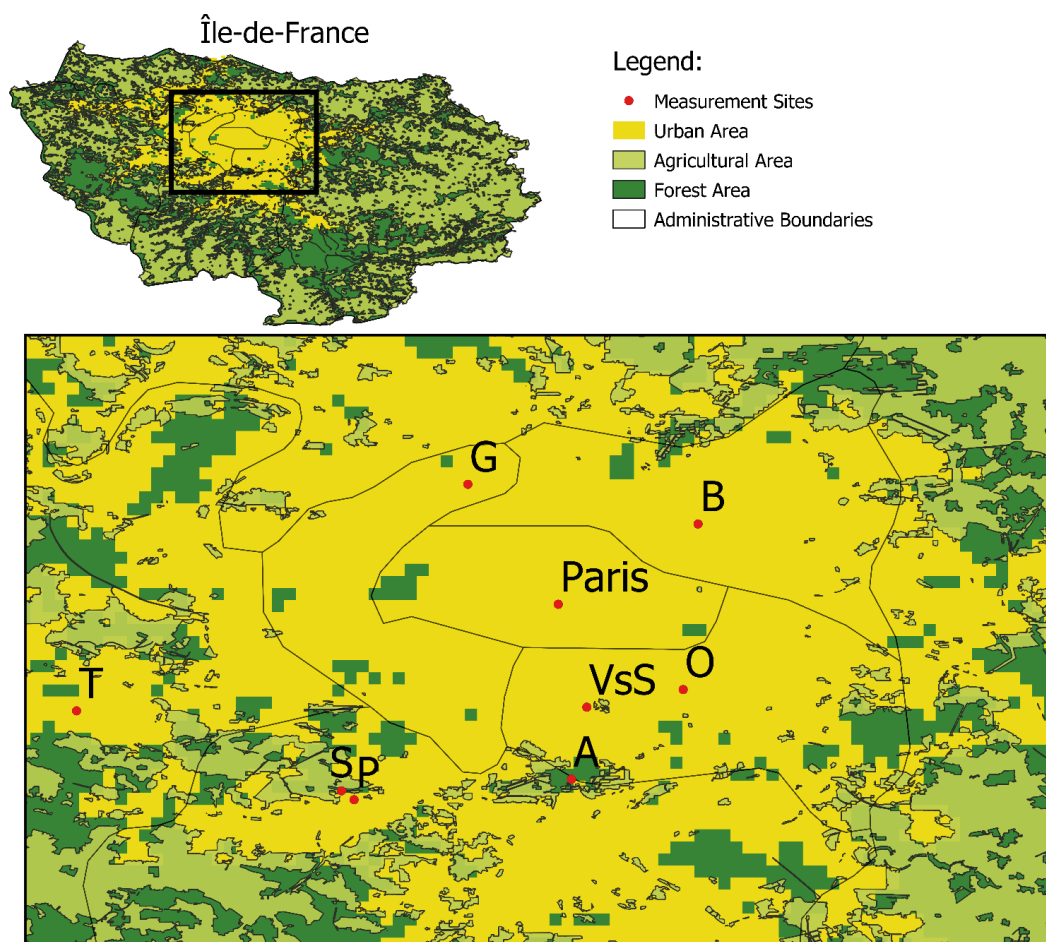 Île-de-France
Legend:
Measurement Sites
Urban Area
Agricultural Area
Forest Area
Administrative Boundaries
G
B
Paris
T
VsS
O
S
P
A